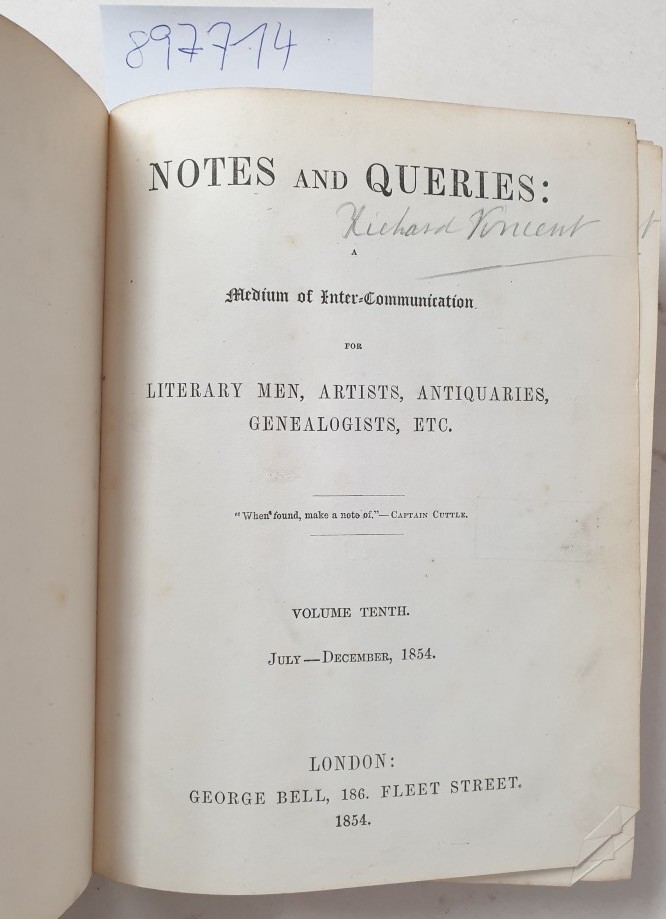 897714
NOTES AND QUERIES:
Richard Vincent
A
Medium of Inter-Communication
FOR
LITERARY MEN, ARTISTS, ANTIQUARIES,
GENEALOGISTS, ETC.
"When found, make a note of."—CAPTAIN CUTTLE.
VOLUME TENTH.
JULY—DECEMBER, 1854.
LONDON:
GEORGE BELL, 186. FLEET STREET.
1854.